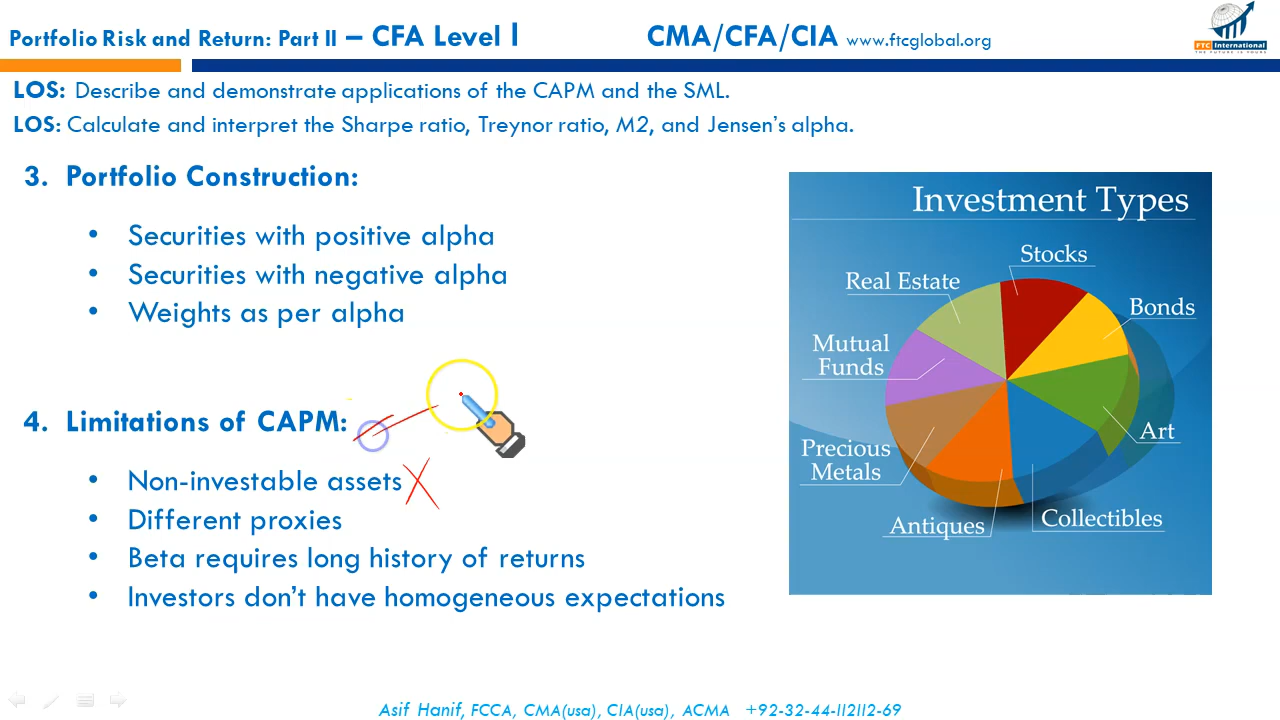 Portfolio Risk and Return: Part II – CFA Level I
CMA/CFA/CIA www.ftcglobal.org
FTC International
THE FUTURE IS YOURS
LOS: Describe and demonstrate applications of the CAPM and the SML.
LOS: Calculate and interpret the Sharpe ratio, Treynor ratio, M2, and Jensen's alpha.
3. Portfolio Construction:
• Securities with positive alpha
• Securities with negative alpha
• Weights as per alpha
4. Limitations of CAPM:
• Non-investable assets
• Different proxies
• Beta requires long history of returns
• Investors don't have homogeneous expectations
Investment Types
Stocks
Real Estate
Bonds
Mutual
Funds
Art
Precious
Metals
Antiques
Collectibles
Asif Hanif, FCCA, CMA(usa), CIA(usa), ACMA +92-32-44-112112-69